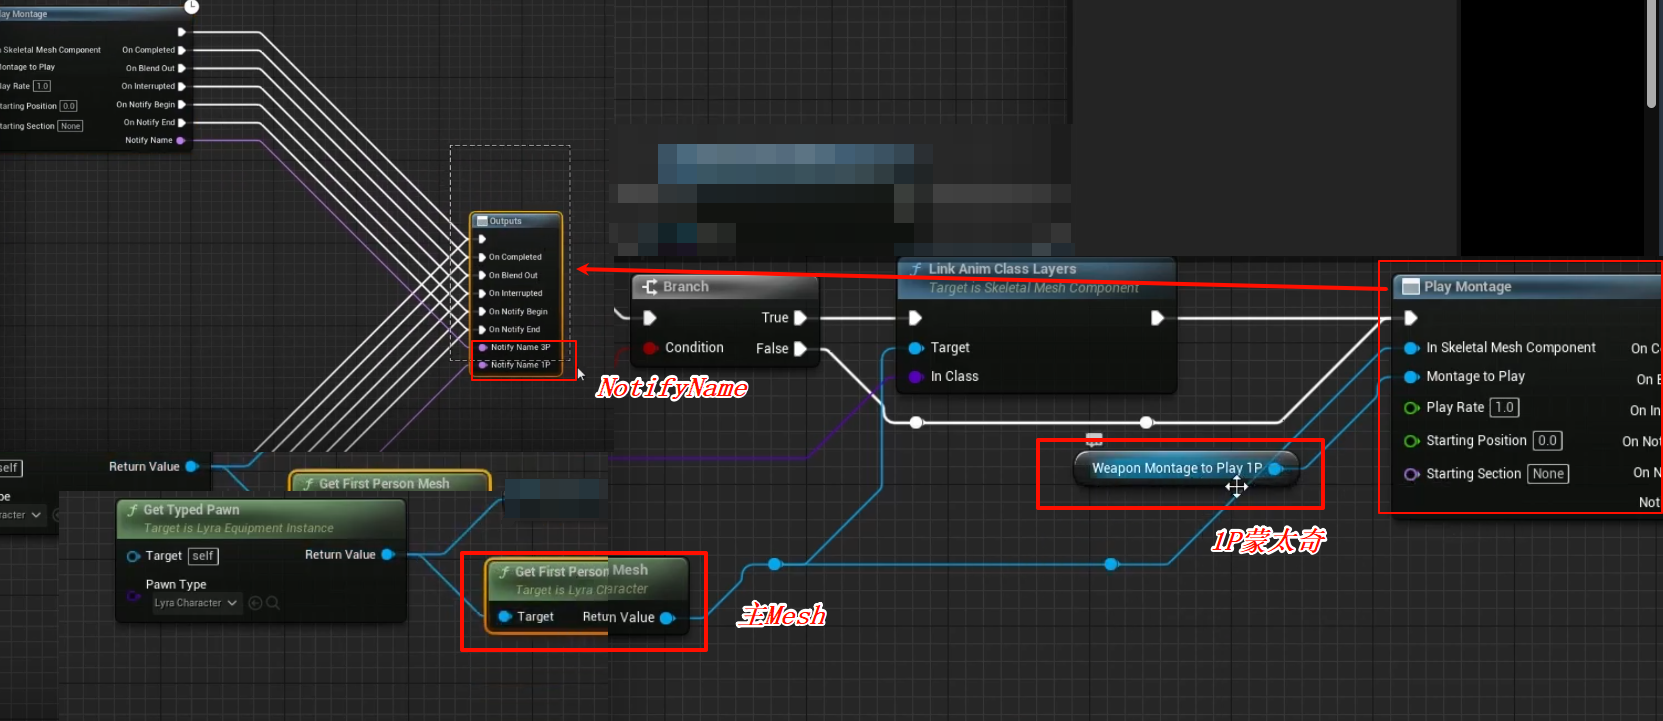 lay Montage
Skeletal Mesh Component
On Completed
ontage to Play
On Blend Out
lay Rate 1.0
On Interrupted
tarting Position 0.0
On Notify Begin
tarting Section None
On Notify End
Notify Name
Outputs
On Completed
On Blend Out
On Interrupted
On Notify Begin
On Notify End
Notify Name 3P
Notify Name 1P
NotifyName
Branch
True
Condition
False
Link Anim Class Layers
Target is Skeletal Mesh Component
Target
In Class
Play Montage
In Skeletal Mesh Component
On C
Montage to Play
On B
Play Rate 1.0
On In
Starting Position 0.0
On Not
Starting Section None
On N
Not
Weapon Montage to Play 1P
1P蒙太奇
self
Return Value
pe
aracter
Get First Person Mesh
Get Typed Pawn
Target is Lyra Equipment Instance
Target self
Return Value
Pawn Type
Lyra Character
Get First Person Mesh
Target is Lyra Character
Target
Return Value
主Mesh